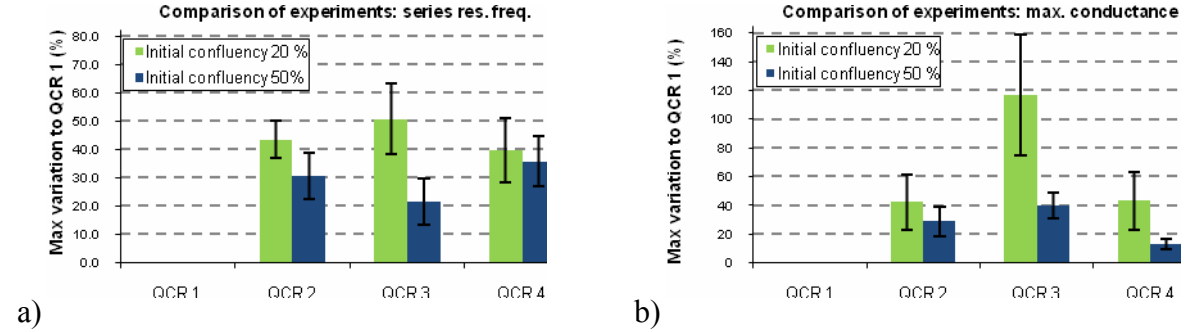 Comparison of experiments: series res. freq.
Max variation to QCR 1 (%)
80.0
70.0
60.0
50.0
40.0
30.0
20.0
10.0
0.0
Initial confluency 20 %
Initial confluency 50%
QCR 1 QCR 2 QCR 3 QCR 4
a)
Comparison of experiments: max. conductance
Max variation to QCR 1 (%)
160
140
120
100
80
60
40
20
0
Initial confluency 20 %
Initial confluency 50 %
QCR 1 QCR 2 QCR 3 QCR 4
b)